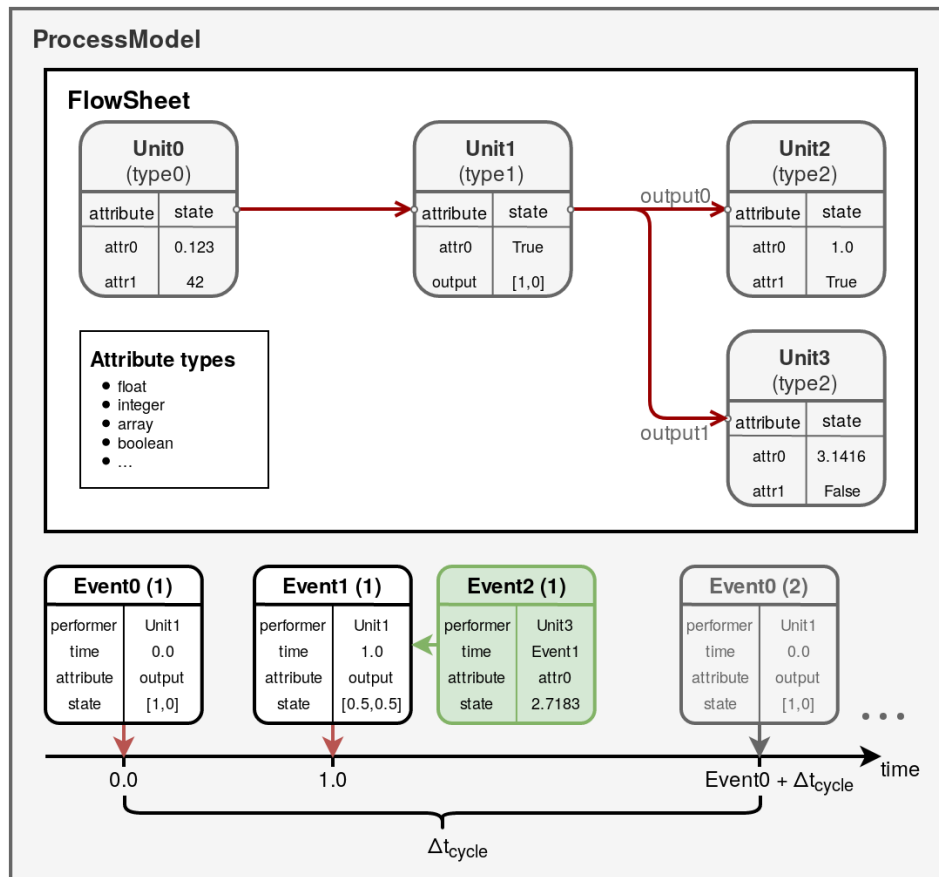 ProcessModel
FlowSheet
Unit0
(type0)
attribute state
attr0 0.123
attr1 42
Unit1
(type1)
attribute state
attr0 True
output [1,0]
output0
Unit2
(type2)
attribute state
attr0 1.0
attr1 True
Attribute types
• float
• integer
• array
• boolean
• ...
output1
Unit3
(type2)
attribute state
attr0 3.1416
attr1 False
Event0 (1)
performer Unit1
time 0.0
attribute output
state [1,0]
Event1 (1)
performer Unit1
time 1.0
attribute output
state [0.5,0.5]
Event2 (1)
performer Unit3
time Event1
attribute attr0
state 2.7183
Event0 (2)
performer Unit1
time 0.0
attribute output
state [1,0]
...
0.0
1.0
Event0 + Δtcycle
time
Δtcycle